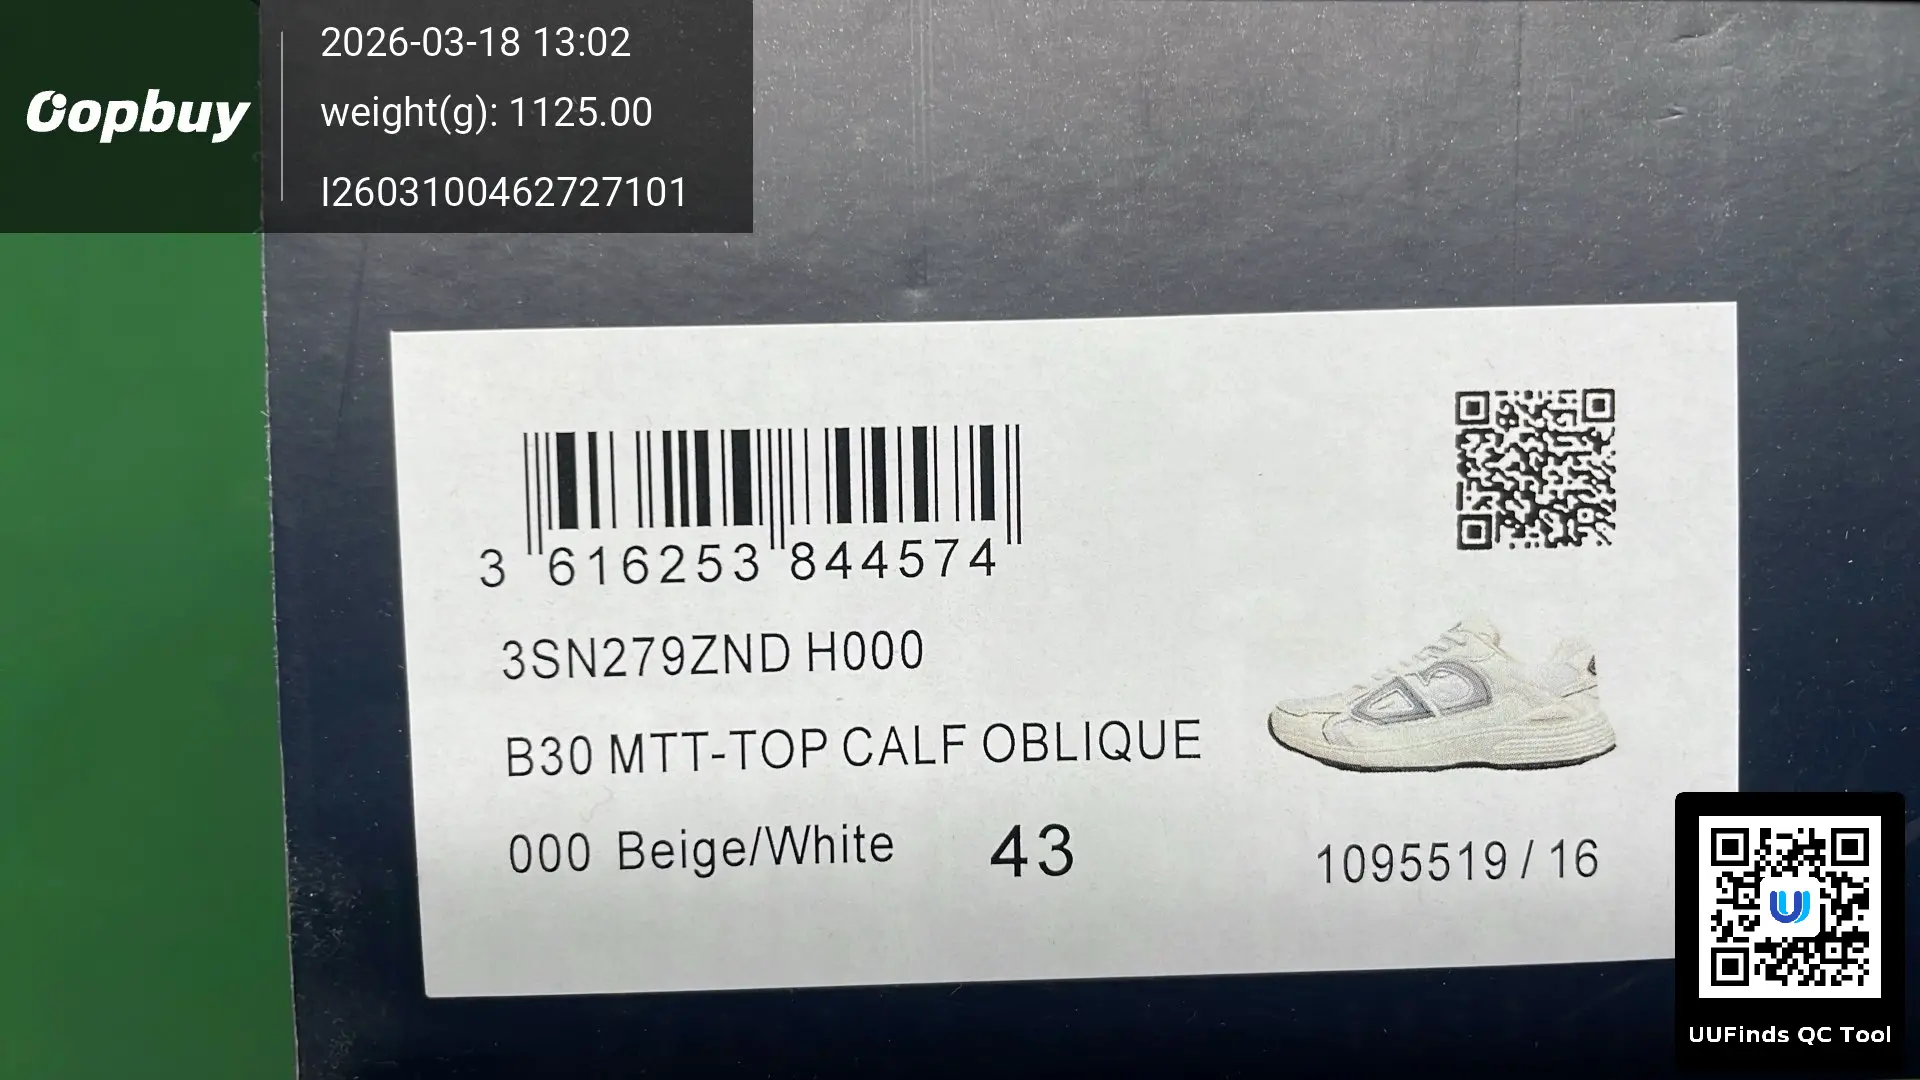 Oopbuy
2026-03-18 13:02
weight(g): 1125.00
I2603100462727101
3 616253 844574
3SN279ZND H000
B30 MTT-TOP CALF OBLIQUE
000 Beige/White 43
1095519 / 16
UUFinds QC Tool